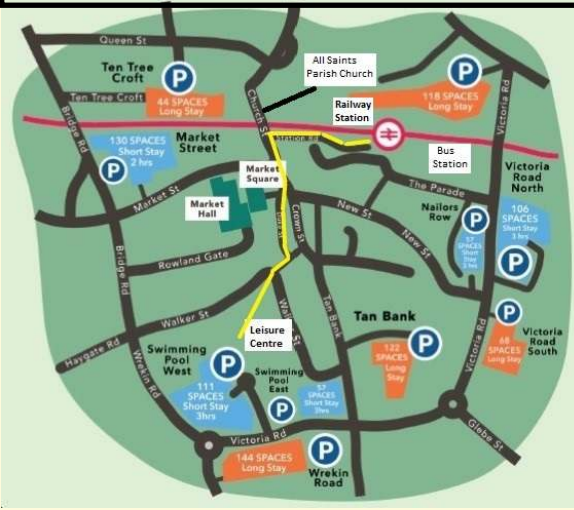 Queen St
Ten Tree
Croft
P
Ten Tree Croft
44 SPACES
Long Stay
Bridge Rd
Church St
All Saints
Parish Church
P
118 SPACES
Long Stay
Victoria Rd
Railway
Station
Station Rd
Bus
Station
130 SPACES
Short Stay
2 hrs
Market
Street
P
Market St
Market
Square
Market
Hall
Crown St
New St
The Parade
New St
Nailors
Row
P
57
SPACES
Short
Stay
Victoria
Road
North
106
SPACES
Short Stay
3 hrs
P
Rowland Gate
Bridge Rd
Walker St
Haygate Rd
Wrekin Rd
Leisure
Centre
Tan Bank
Tan Bank
P
122
SPACES
Long
Stay
Victoria Rd
P
68
SPACES
Long Stay
Victoria
Road
South
Swimming
Pool
West
P
111
SPACES
Short Stay
3hrs
Swimming
Pool
East
P
57
SPACES
Short Stay
3hrs
Victoria Rd
Glebe St
144 SPACES
Long Stay
P
Wrekin
Road